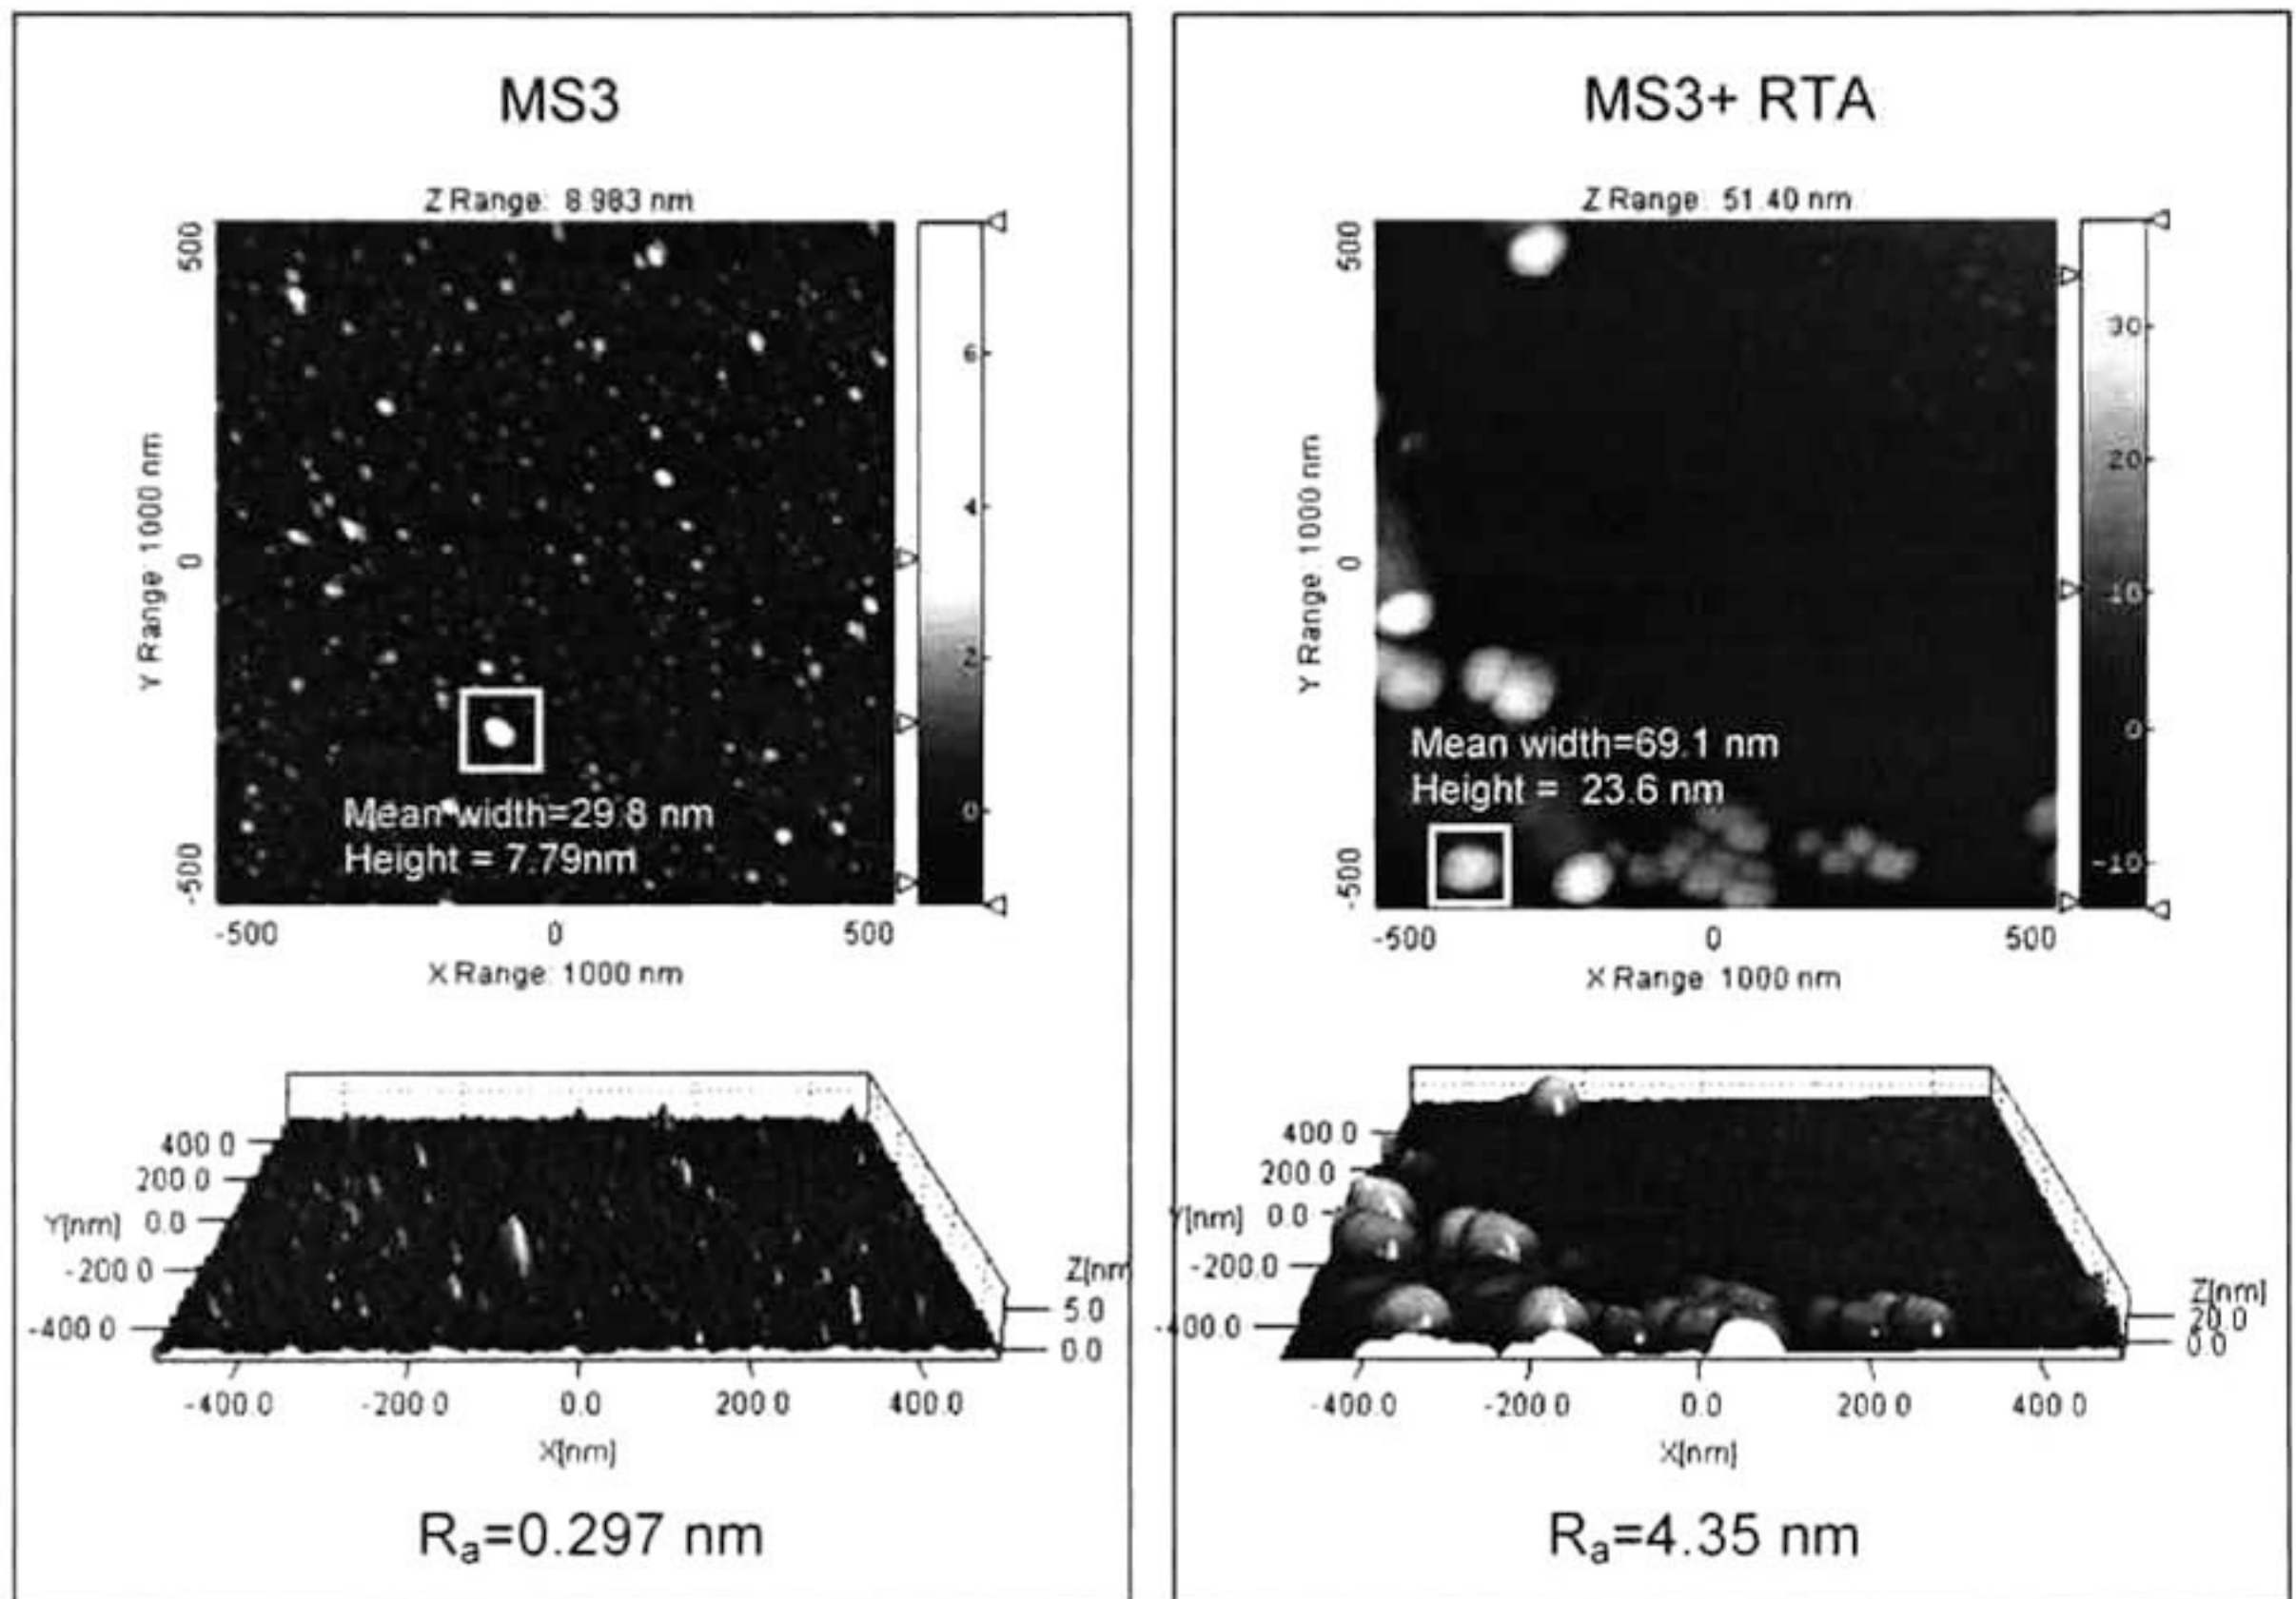 MS3
Z Range: 8.983 nm
500
0
-500
Y Range: 1000 nm
6
4
2
0
Mean width=29.8 nm
Height = 7.79nm
-500 0 500
X Range: 1000 nm
400.0
200.0
Y[nm] 0.0
-200.0
-400.0
Z[nm
5.0
0.0
-400.0 -200.0 0.0 200.0 400.0
X[nm]
Ra=0.297 nm
MS3+ RTA
Z Range: 51.40 nm
500
0
-500
Y Range: 1000 nm
30
20
10
0
-10
Mean width=69.1 nm
Height = 23.6 nm
-500 0 500
X Range: 1000 nm
400.0
200.0
Y[nm] 0.0
-200.0
-400.0
Z[nm]
20.0
0.0
-400.0 -200.0 0.0 200.0 400.0
X[nm]
Ra=4.35 nm